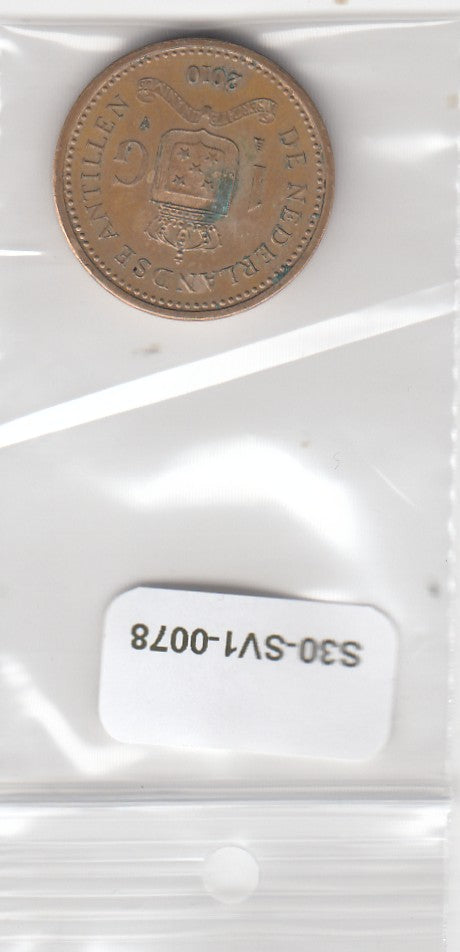 DE NEDERLANDSE ANTILLEN
G
2010
S30-SV1-0078